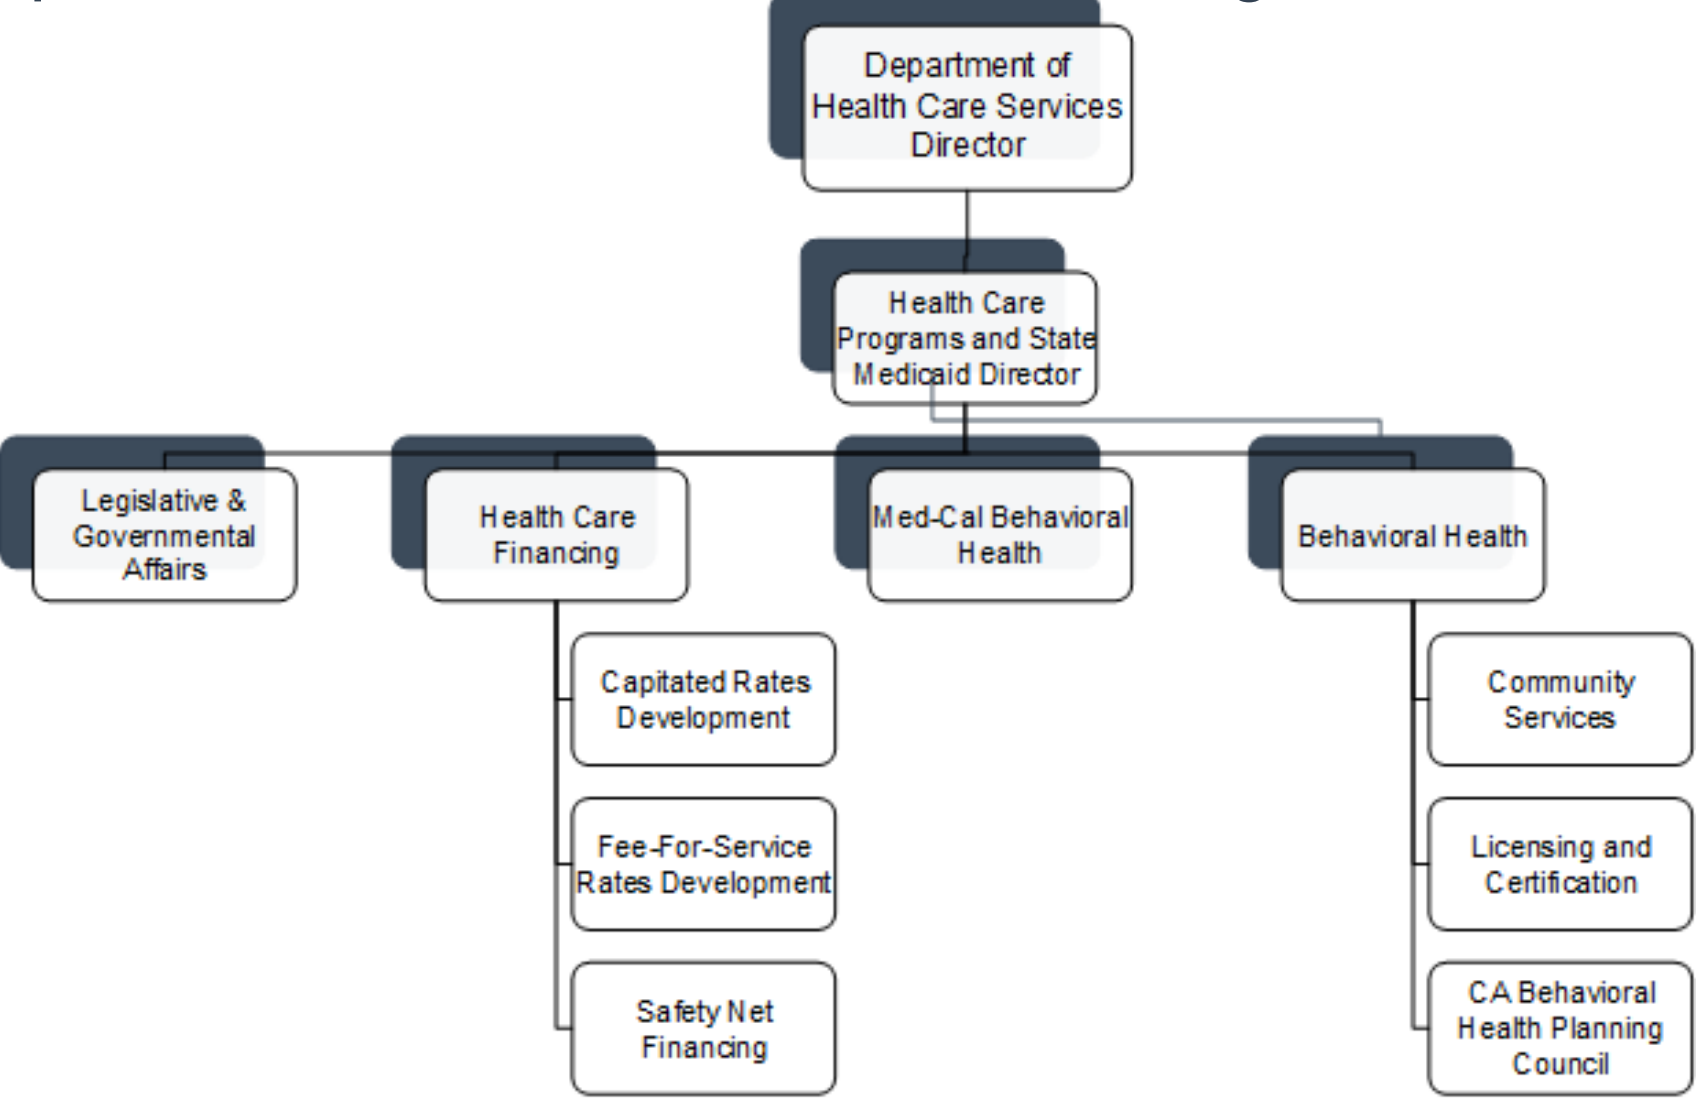 Department of
Health Care Services
Director
Health Care
Programs and State
Medicaid Director
Legislative &
Governmental
Affairs
Health Care
Financing
Med-Cal Behavioral
Health
Behavioral Health
Capitated Rates
Development
Fee-For-Service
Rates Development
Safety Net
Financing
Community
Services
Licensing and
Certification
CA Behavioral
Health Planning
Council